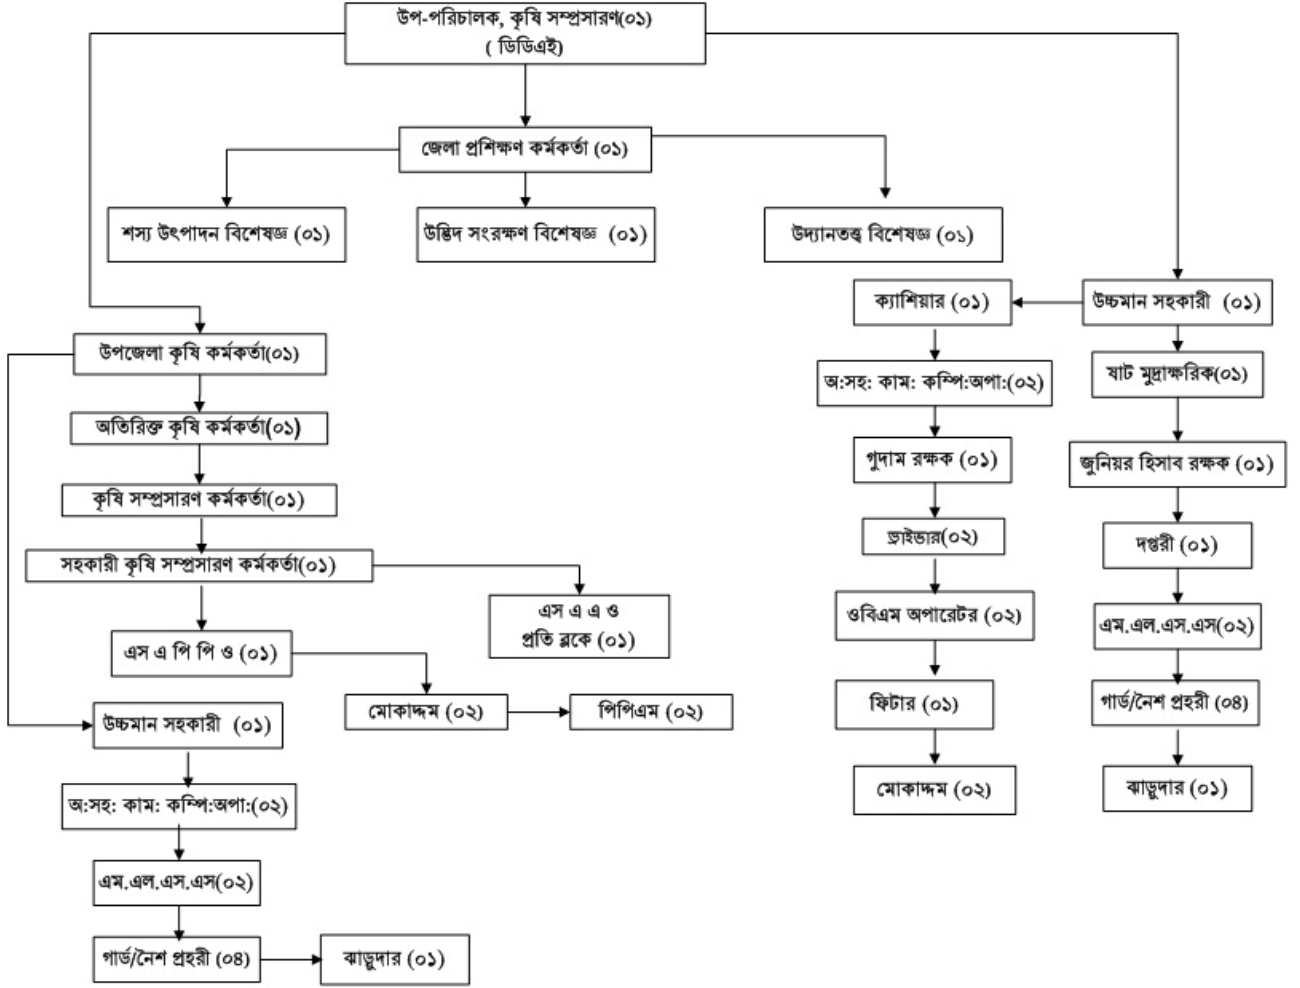 উপ-পরিচালক, কৃষি সম্প্রসারণ(০১)
( ডিডিএই)
জেলা প্রশিক্ষণ কর্মকর্তা (০১)
শস্য উৎপাদন বিশেষজ্ঞ (০১)
উদ্ভিদ সংরক্ষণ বিশেষজ্ঞ (০১)
উদ্যানতত্ত্ব বিশেষজ্ঞ (০১)
ক্যাশিয়ার (০১)
উচ্চমান সহকারী (০১)
উপজেলা কৃষি কর্মকর্তা(০১)
অ:সহ: কাম: কম্পি:অপা:(০২)
ষাট মুদ্রাক্ষরিক(০১)
অতিরিক্ত কৃষি কর্মকর্তা(০১)
গুদাম রক্ষক (০১)
জুনিয়র হিসাব রক্ষক (০১)
কৃষি সম্প্রসারণ কর্মকর্তা(০১)
ড্রাইভার(০২)
দপ্তরী (০১)
সহকারী কৃষি সম্প্রসারণ কর্মকর্তা(০১)
এস এ এ ও
প্রতি ব্লকে (০১)
ওবিএম অপারেটর (০২)
এম.এল.এস.এস(০২)
এস এ পি পি ও (০১)
মোকাদ্দম (০২)
পিপিএম (০২)
ফিটার (০১)
গার্ড/নৈশ প্রহরী (০৪)
উচ্চমান সহকারী (০১)
মোকাদ্দম (০২)
ঝাড়ুদার (০১)
অ:সহ: কাম: কম্পি:অপা:(০২)
এম.এল.এস.এস(০২)
গার্ড/নৈশ প্রহরী (০৪)
ঝাড়ুদার (০১)